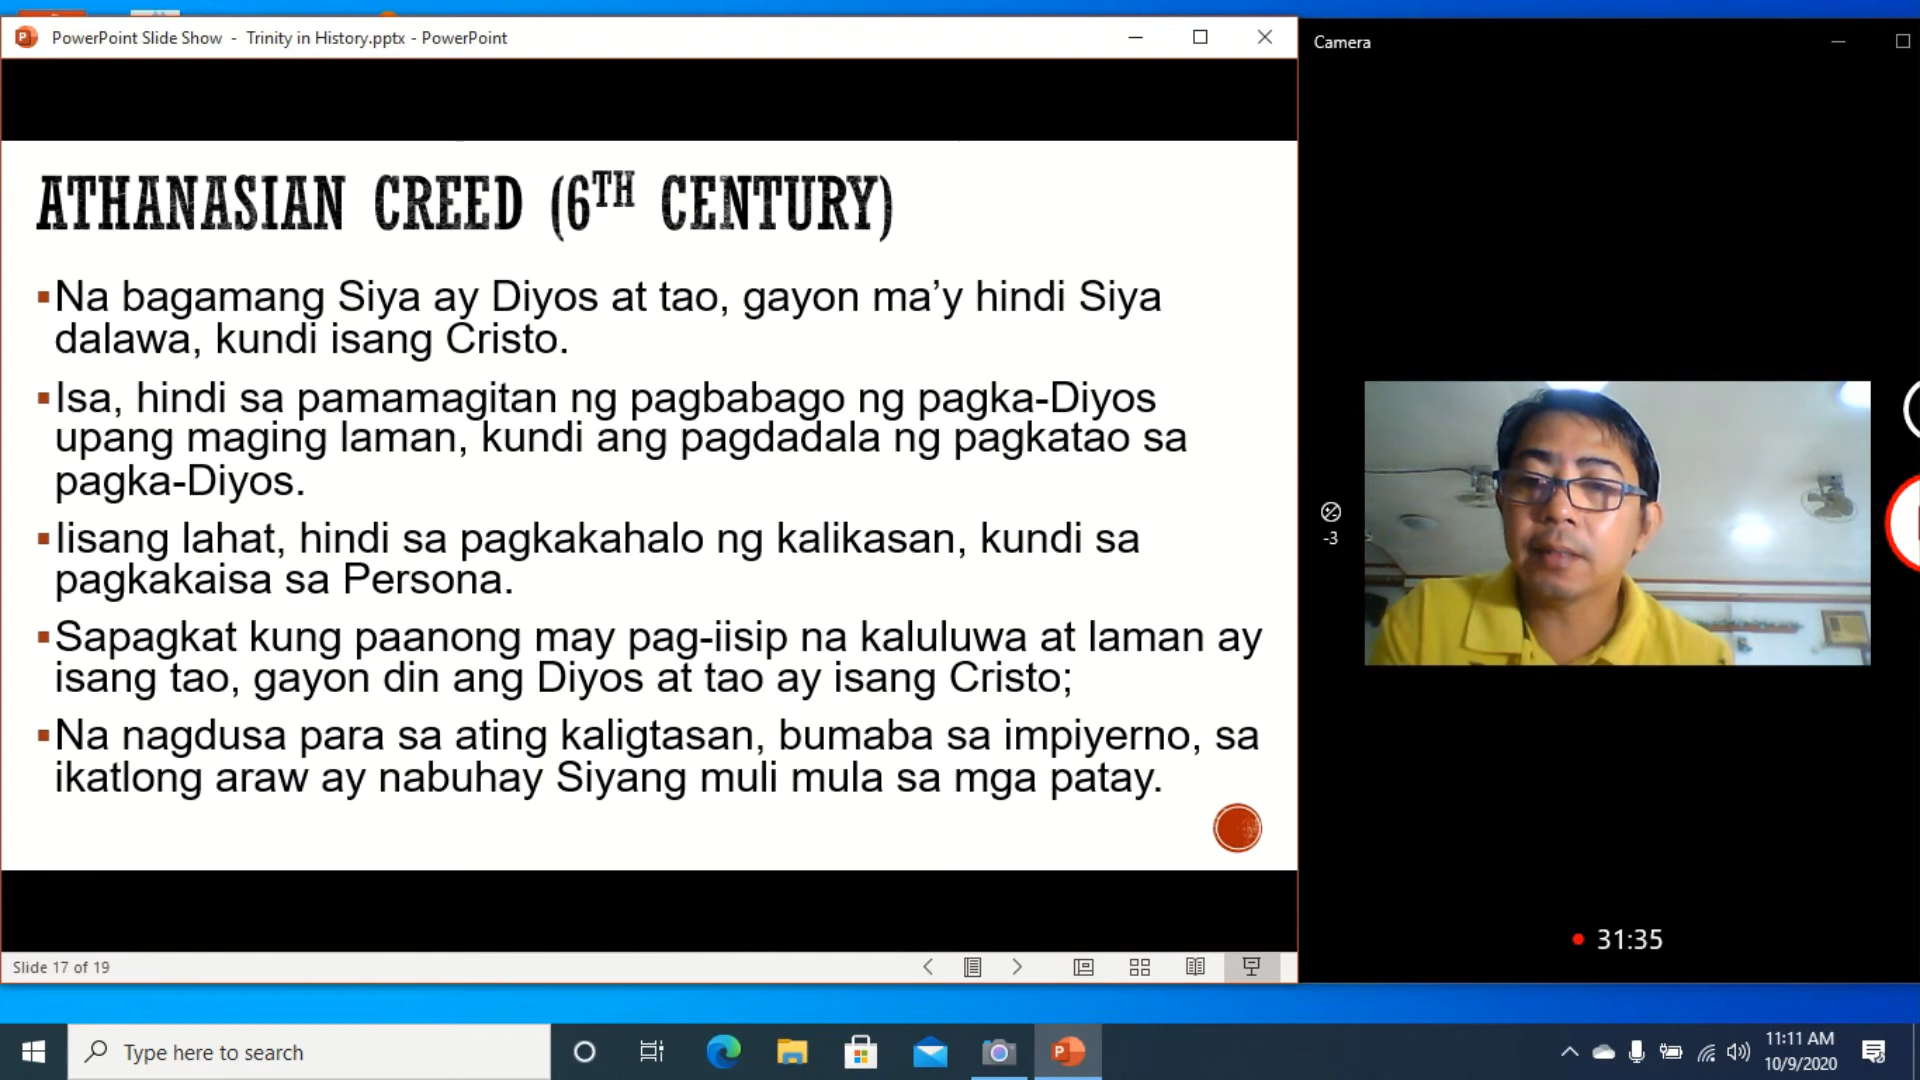 PowerPoint Slide Show - Trinity in History.pptx - PowerPoint
Camera
ATHANASIAN CREED (6TH CENTURY)
Na bagamang Siya ay Diyos at tao, gayon ma’y hindi Siya
dalawa, kundi isang Cristo.
Isa, hindi sa pamamagitan ng pagbabago ng pagka-Diyos
upang maging laman, kundi ang pagdadala ng pagkatao sa
pagka-Diyos.
Iisang lahat, hindi sa pagkakahalo ng kalikasan, kundi sa
pagkakaisa sa Persona.
Sapagkat kung paanong may pag-iisip na kaluluwa at laman ay
isang tao, gayon din ang Diyos at tao ay isang Cristo;
Na nagdusa para sa ating kaligtasan, bumaba sa impiyerno, sa
ikatlong araw ay nabuhay Siyang muli mula sa mga patay.
-3
31:35
Slide 17 of 19
Type here to search
11:11 AM
10/9/2020